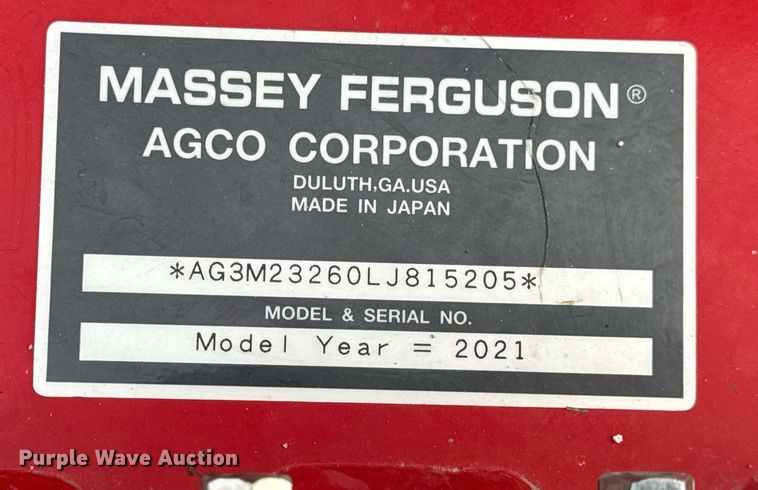 MASSEY FERGUSON®
AGCO CORPORATION
DULUTH,GA.USA
MADE IN JAPAN
*AG3M23260LJ815205*
MODEL & SERIAL NO.
Model Year = 2021
Purple Wave Auction